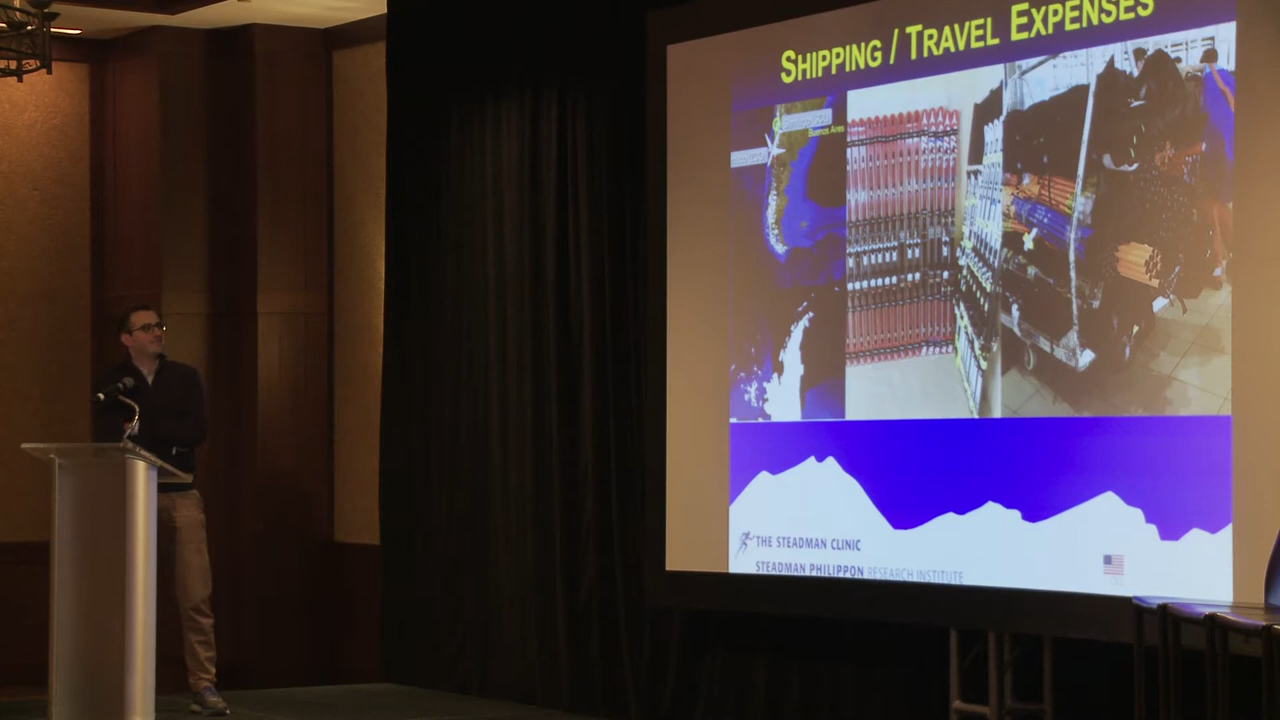 SHIPPING / TRAVEL EXPENSES
Buenos Aires
THE STEADMAN CLINIC
STEADMAN PHILIPPON RESEARCH INSTITUTE